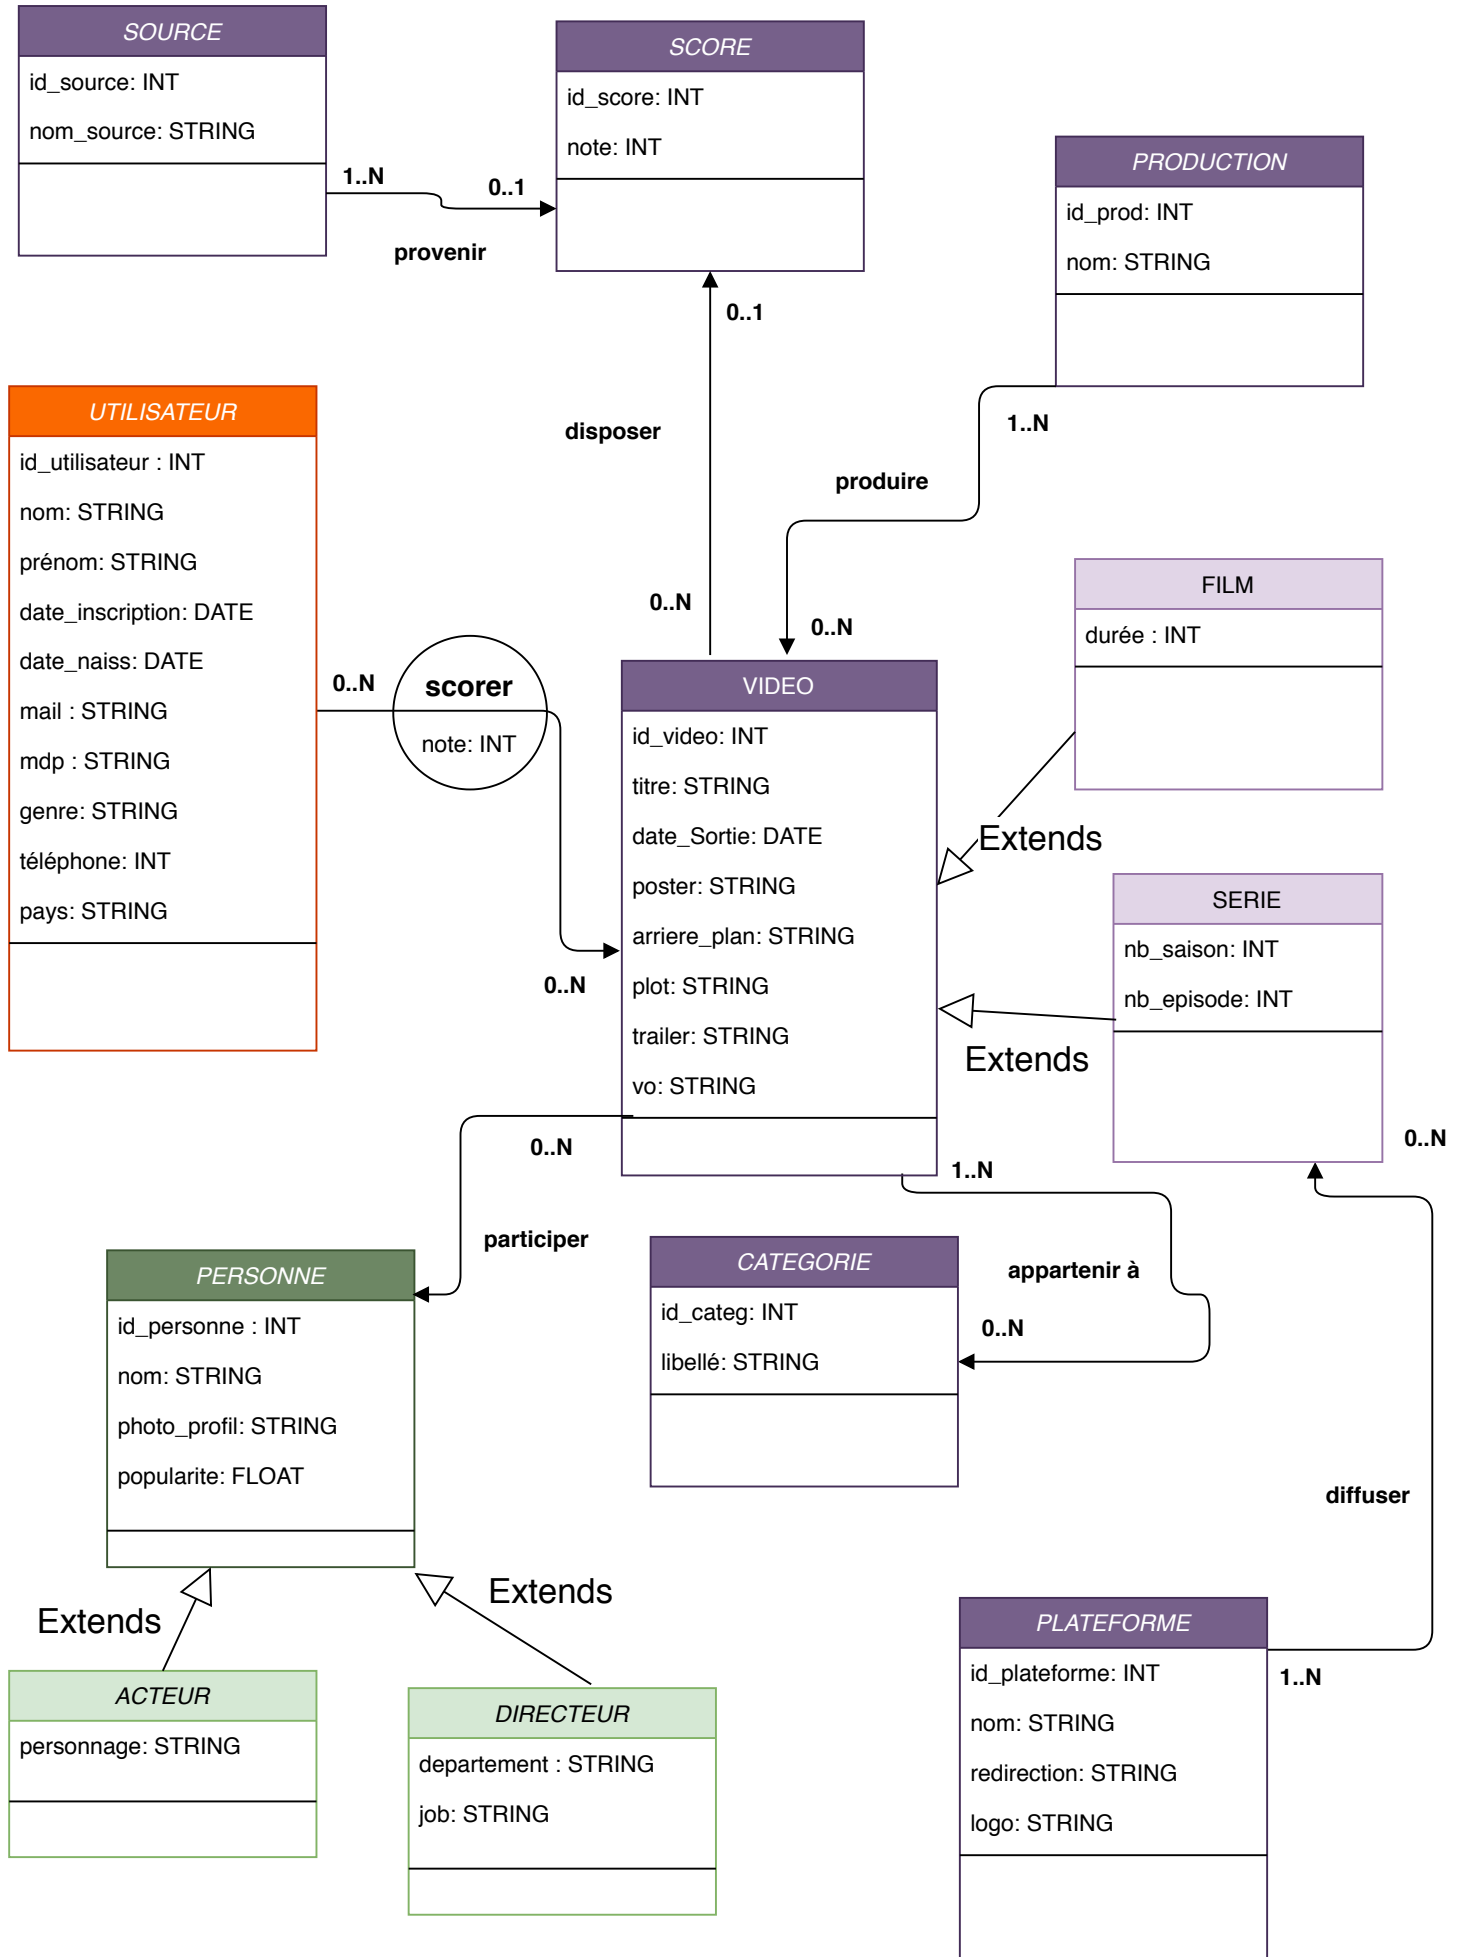 SOURCE
id_source: INT
nom_source: STRING
1..N
0..1
provenir
SCORE
id_score: INT
note: INT
0..1
disposer
0..N
PRODUCTION
id_prod: INT
nom: STRING
1..N
produire
0..N
UTILISATEUR
id_utilisateur : INT
nom: STRING
prénom: STRING
date_inscription: DATE
date_naiss: DATE
mail : STRING
mdp : STRING
genre: STRING
téléphone: INT
pays: STRING
0..N
scorer
note: INT
0..N
VIDEO
id_video: INT
titre: STRING
date_Sortie: DATE
poster: STRING
arriere_plan: STRING
plot: STRING
trailer: STRING
vo: STRING
FILM
durée : INT
Extends
SERIE
nb_saison: INT
nb_episode: INT
Extends
0..N
0..N
participer
1..N
appartenir à
0..N
PERSONNE
id_personne : INT
nom: STRING
photo_profil: STRING
popularite: FLOAT
CATEGORIE
id_categ: INT
libellé: STRING
diffuser
Extends
Extends
ACTEUR
personnage: STRING
DIRECTEUR
departement : STRING
job: STRING
PLATEFORME
id_plateforme: INT
nom: STRING
redirection: STRING
logo: STRING
1..N